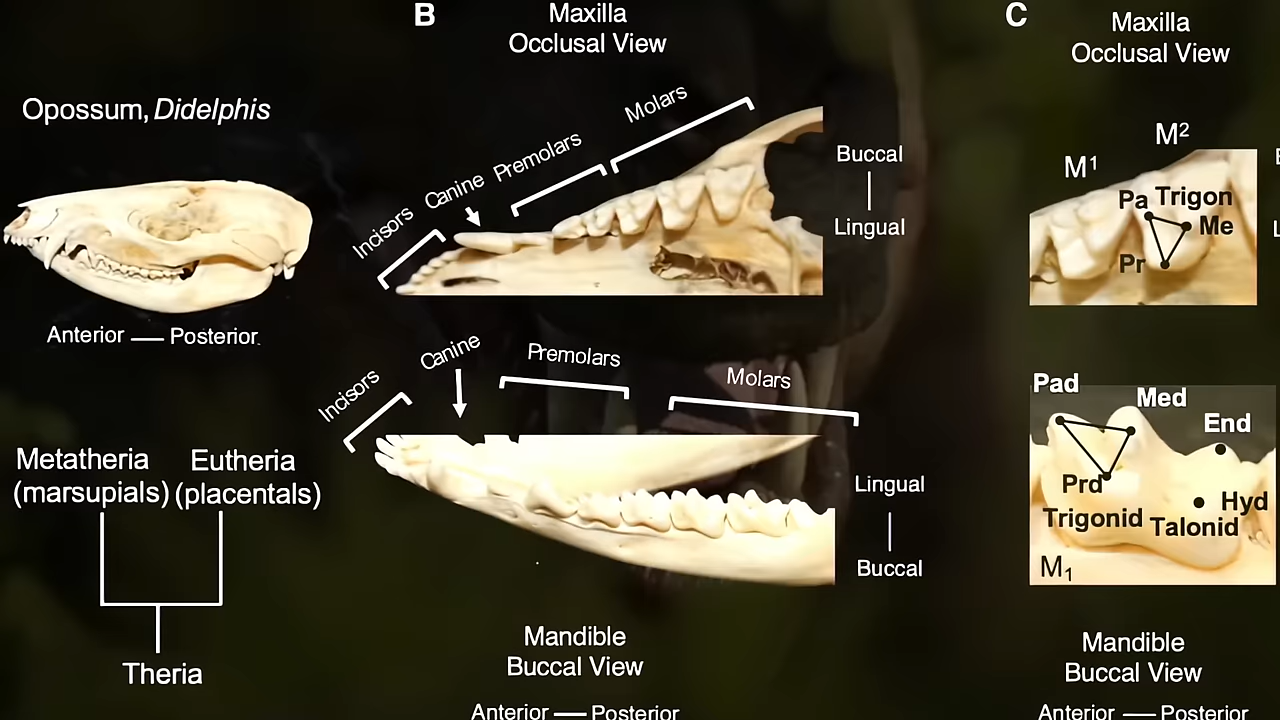 Opossum, Didelphis
Anterior — Posterior
Metatheria
(marsupials)
Eutheria
(placentals)
Theria
B
Maxilla
Occlusal View
Incisors
Canine
Premolars
Molars
Buccal
Lingual
Incisors
Canine
Premolars
Molars
Lingual
Buccal
Mandible
Buccal View
Anterior — Posterior
C
Maxilla
Occlusal View
M¹
M²
Pa
Trigon
Me
Pr
Pad
Med
End
Prd
Hyd
Trigonid
Talonid
M₁
Mandible
Buccal View
Anterior — Posterior